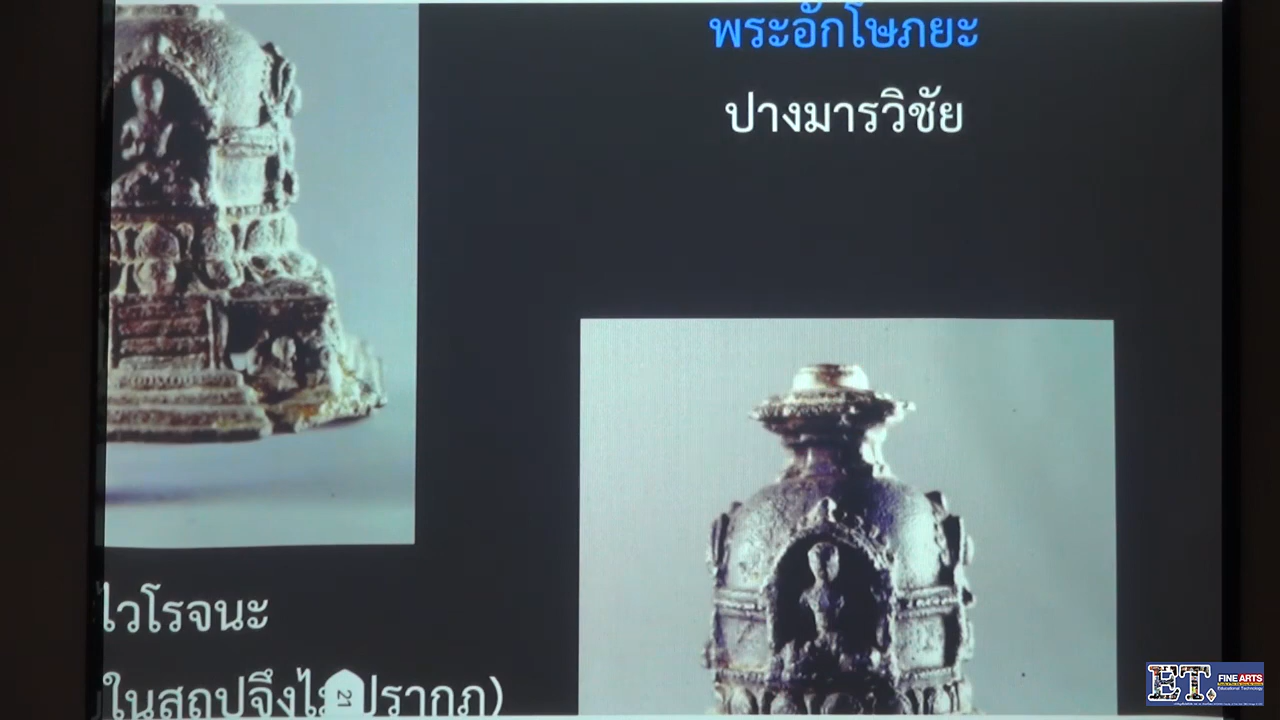 พระอักโษภยะ
ปางมารวิชัย
ไวโรจนะ
ในสถูปจึงไม่ปรากฏ)
21
ET.
FINE ARTS
Educational Technology